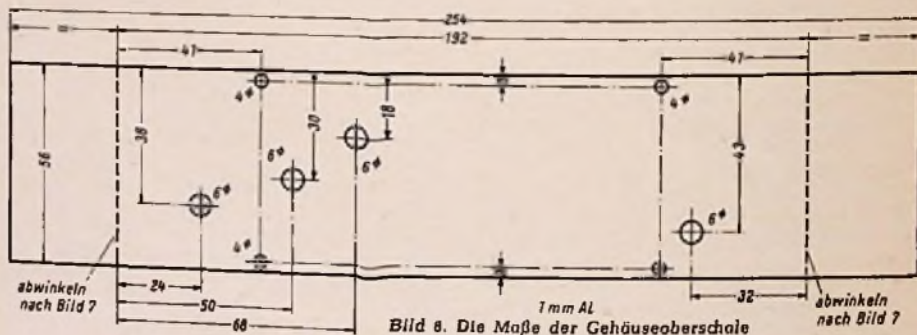 254
= 192 =
41 41
4⌀ 4⌀
56
38
30
18
43
6⌀
6⌀
6⌀
6⌀
4⌀
abwinkeln
nach Bild 7
24
50
68
32
abwinkeln
nach Bild 7
1 mm AL
Bild 6. Die Maße der Gehäuseoberschale